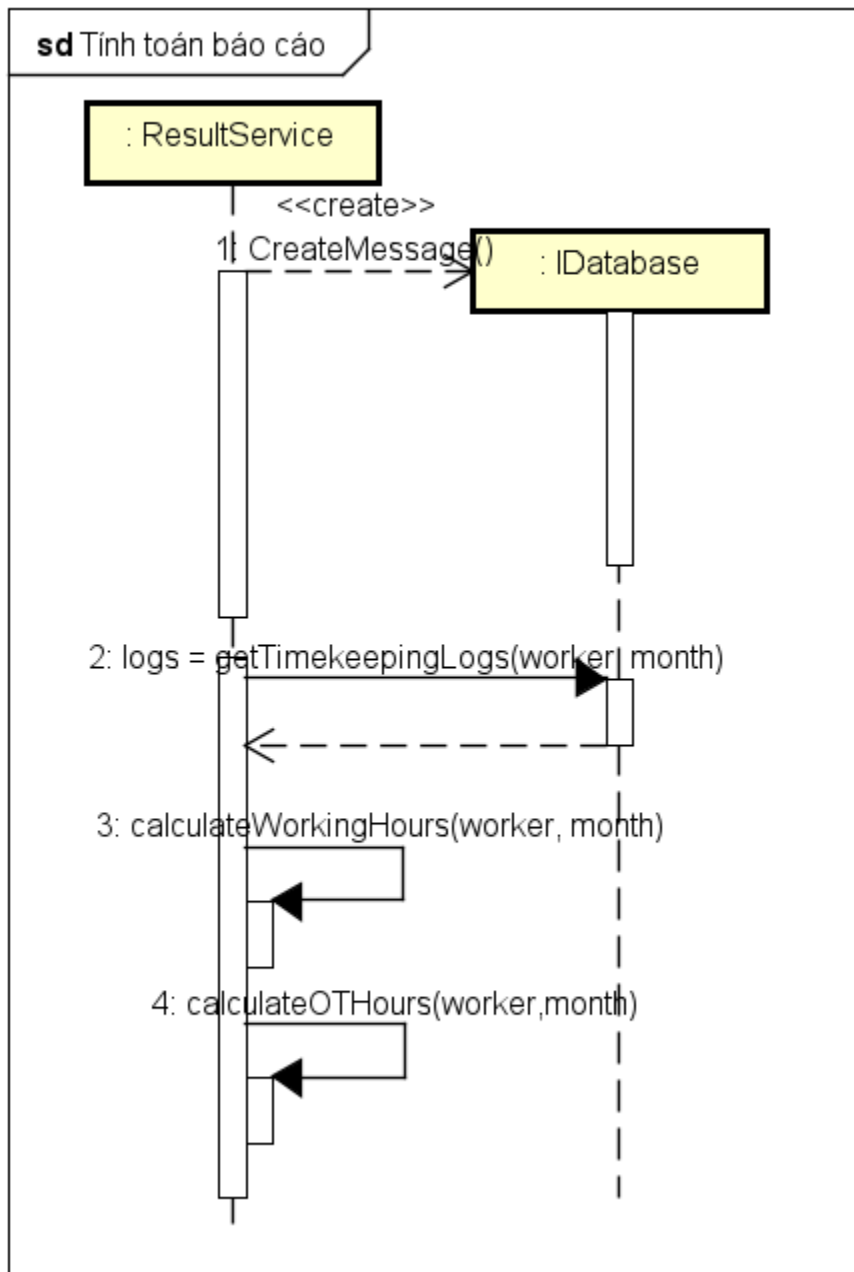 sd Tính toán báo cáo
: ResultService
<<create>>
1: CreateMessage()
: IDatabase
2: logs = getTimekeepingLogs(worker, month)
3: calculateWorkingHours(worker, month)
4: calculateOTHours(worker,month)